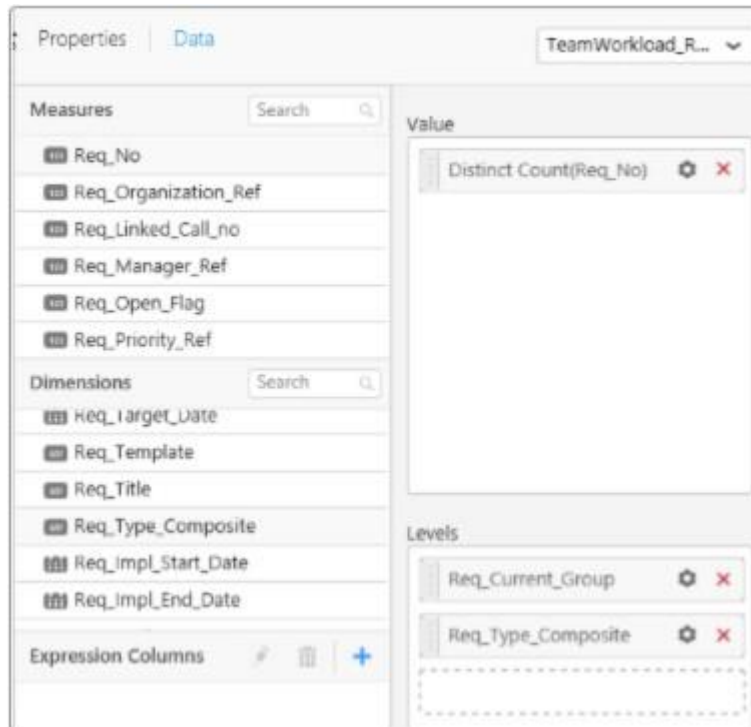 Properties
Data
TeamWorkload_R...
Measures
Search
Value
Req_No
Distinct Count(Req_No)
Req_Organization_Ref
Req_Linked_Call_no
Req_Manager_Ref
Req_Open_Flag
Req_Priority_Ref
Dimensions
Search
Req_Target_Date
Req_Template
Req_Title
Req_Type_Composite
Req_Impl_Start_Date
Req_Impl_End_Date
Levels
Req_Current_Group
Req_Type_Composite
Expression Columns